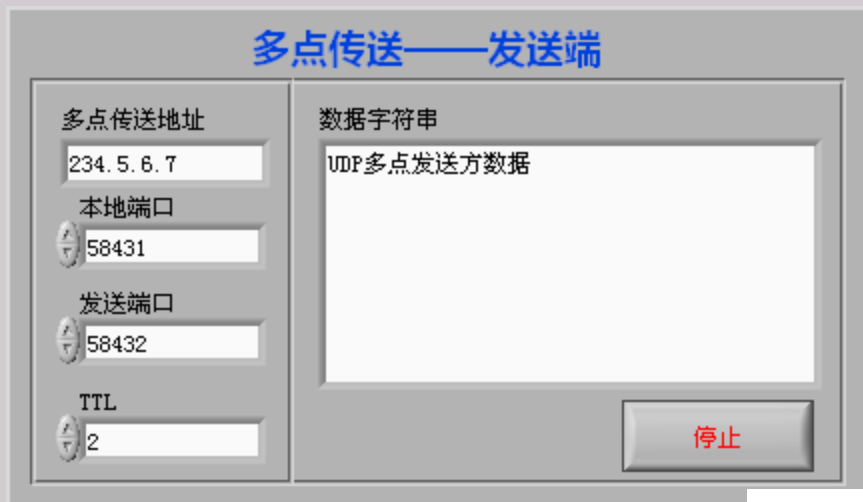 多点传送——发送端
多点传送地址
234.5.6.7
本地端口
58431
发送端口
58432
TTL
2
数据字符串
UDP多点发送方数据
停止